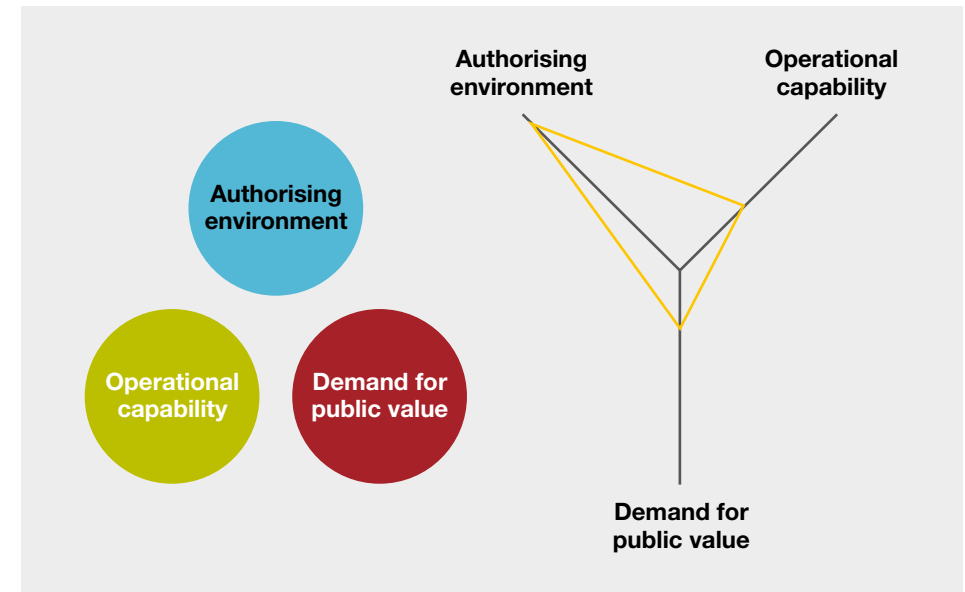 Authorising
environment
Operational
capability
Demand for
public value
Authorising
environment
Operational
capability
Demand for
public value